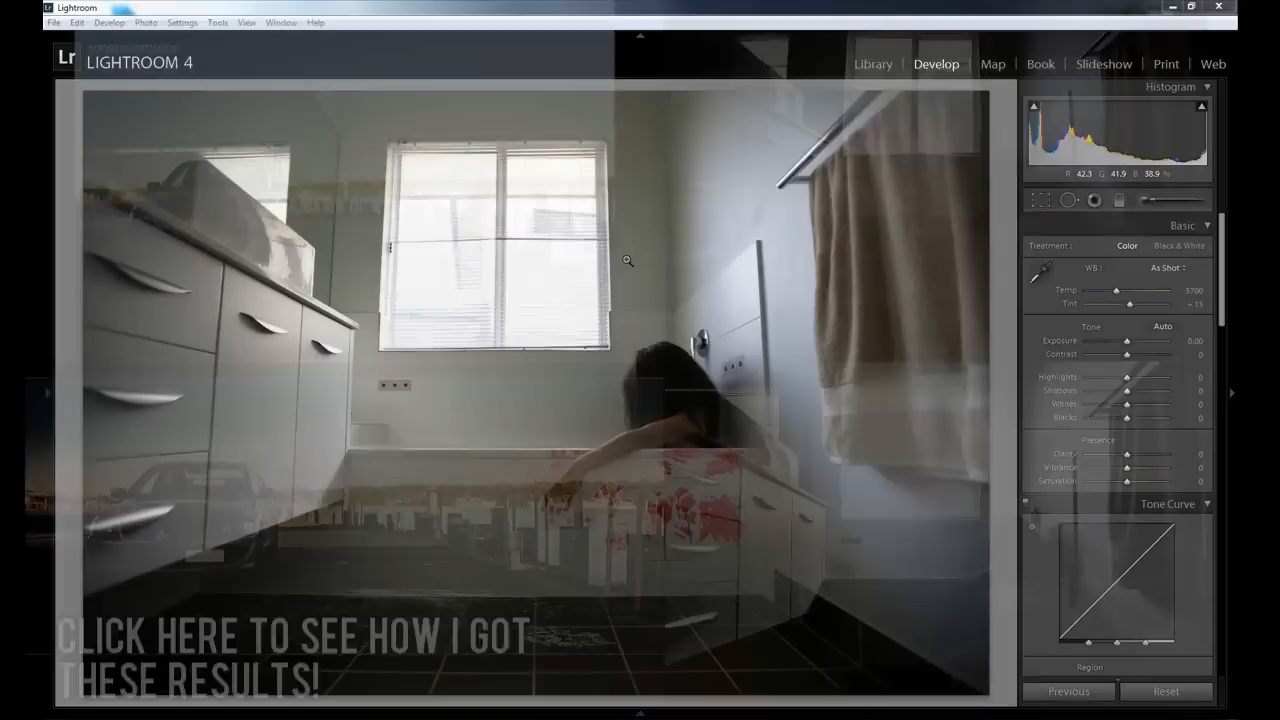 Lr Lightroom
File Edit Develop Photo Settings Tools View Window Help
Lr
ADOBE PHOTOSHOP
LIGHTROOM 4
Library | Develop | Map | Book | Slideshow | Print | Web
Histogram
R 42.3 G 41.9 B 38.9 %
Basic
Treatment : Color Black & White
WB : As Shot
Temp 5700
Tint + 13
Tone Auto
Exposure 0.00
Contrast 0
Highlights 0
Shadows 0
Whites 0
Blacks 0
Presence
Clarity 0
Vibrance 0
Saturation 0
Tone Curve
Region
Previous Reset
CLICK HERE TO SEE HOW I GOT
THESE RESULTS!